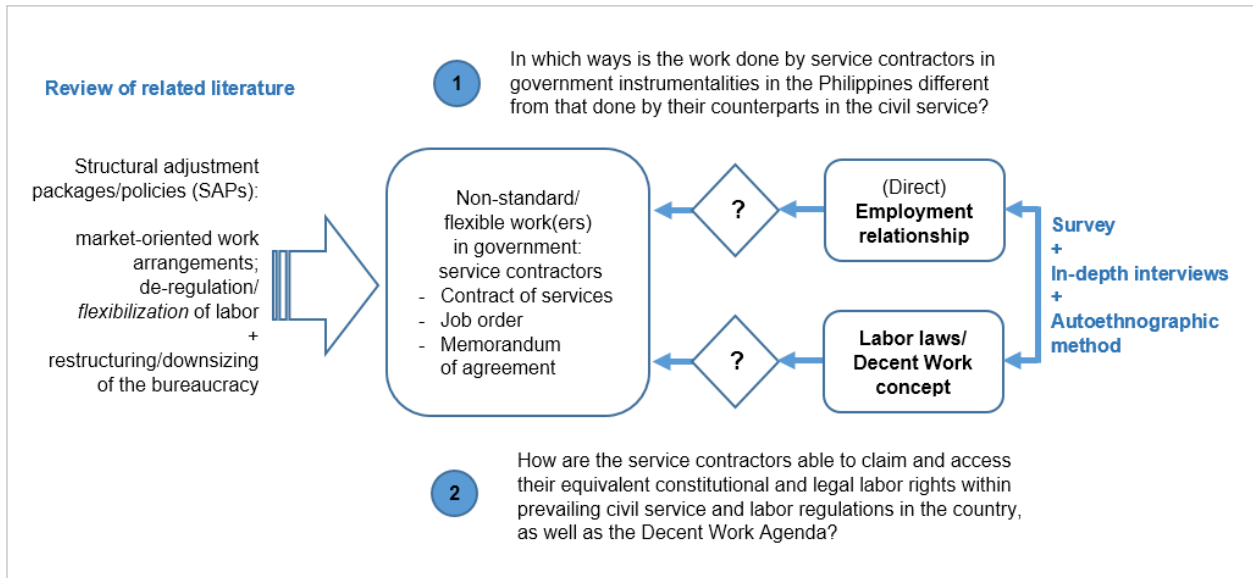 In which ways is the work done by service contractors in
1
government instrumentalities in the Philippines different
from that done by their counterparts in the civil service?
Review of related literature
Structural adjustment
packages/policies (SAPs):
market-oriented work
arrangements;
de-regulation/
flexibilization of labor
+
restructuring/downsizing
of the bureaucracy
Non-standard/
flexible work(ers)
in government:
service contractors
- Contract of services
- Job order
- Memorandum
of agreement
?
(Direct)
Employment
relationship
?
Labor laws/
Decent Work
concept
Survey
+
In-depth interviews
+
Autoethnographic
method
2
How are the service contractors able to claim and access
their equivalent constitutional and legal labor rights within
prevailing civil service and labor regulations in the country,
as well as the Decent Work Agenda?